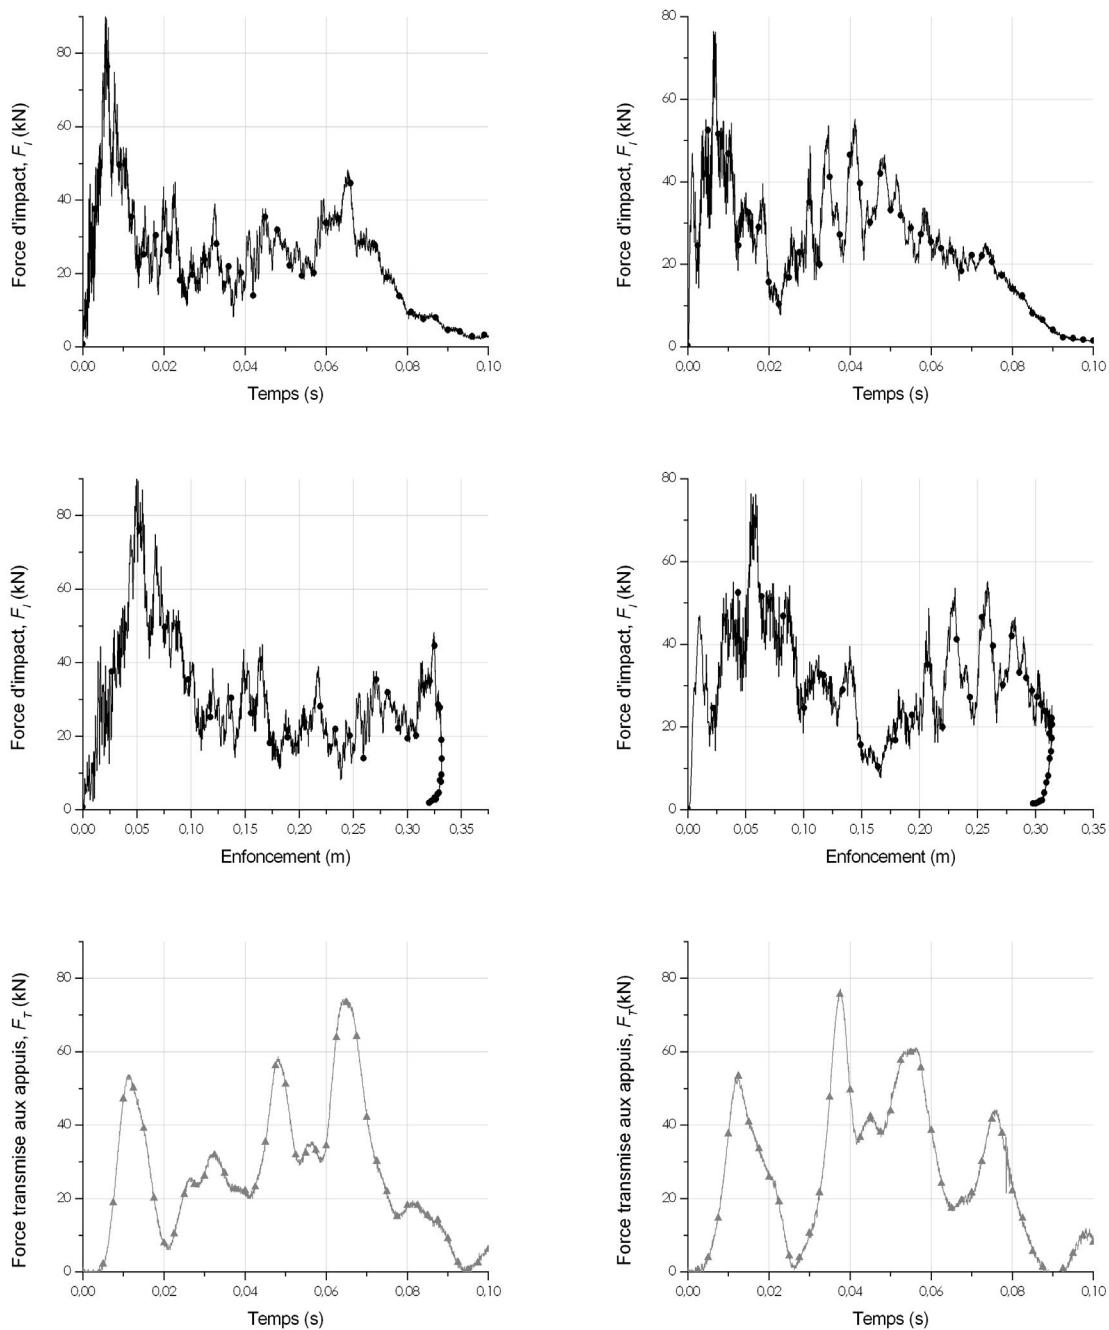 Force d'impact, F_I (kN)
80
60
40
20
0
0,00 0,02 0,04 0,06 0,08 0,10
Temps (s)
Force d'impact, F_I (kN)
80
60
40
20
0
0,00 0,02 0,04 0,06 0,08 0,10
Temps (s)
Force d'impact, F_I (kN)
80
60
40
20
0
0,00 0,05 0,10 0,15 0,20 0,25 0,30 0,35
Enfoncement (m)
Force d'impact, F_I (kN)
80
60
40
20
0
0,00 0,05 0,10 0,15 0,20 0,25 0,30 0,35
Enfoncement (m)
Force transmise aux appuis, F_T (kN)
80
60
40
20
0
0,00 0,02 0,04 0,06 0,08 0,10
Temps (s)
Force transmise aux appuis, F_T(kN)
80
60
40
20
0
0,00 0,02 0,04 0,06 0,08 0,10
Temps (s)